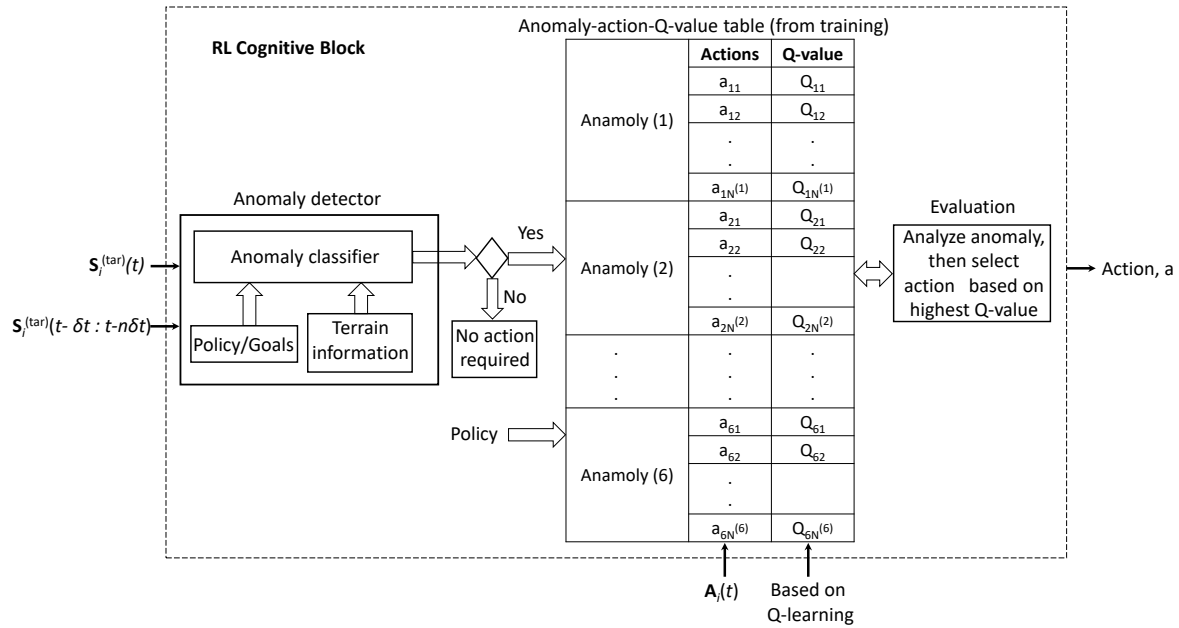 Anomaly-action-Q-value table (from training)
RL Cognitive Block
Actions Q-value
a11 Q11
a12 Q12
Anamoly (1)
. .
. .
a1N(1) Q1N(1)
Anomaly detector
Anomaly classifier
Policy/Goals
Terrain
information
Si(tar)(t)
Si(tar)(t- δt : t-nδt)
Yes
No
No action
required
a21 Q21
a22 Q22
Anamoly (2)
. .
. .
a2N(2) Q2N(2)
. . .
. . .
. . .
Policy
a61 Q61
a62 Q62
Anamoly (6)
.
.
a6N(6) Q6N(6)
Evaluation
Analyze anomaly,
then select
action based on
highest Q-value
Action, a
Ai(t)
Based on
Q-learning